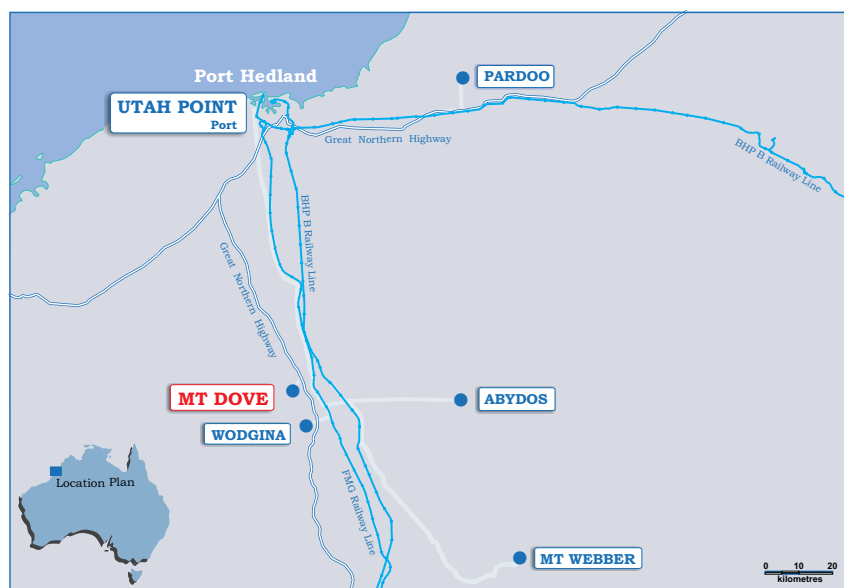 Port Hedland
PARDOO
UTAH POINT
Port
Great Northern Highway
BHP B Railway Line
BHP B Railway Line
Great Northern Highway
MT DOVE
ABYDOS
WODGINA
FMG Railway Line
Location Plan
MT WEBBER
0 10 20
kilometres